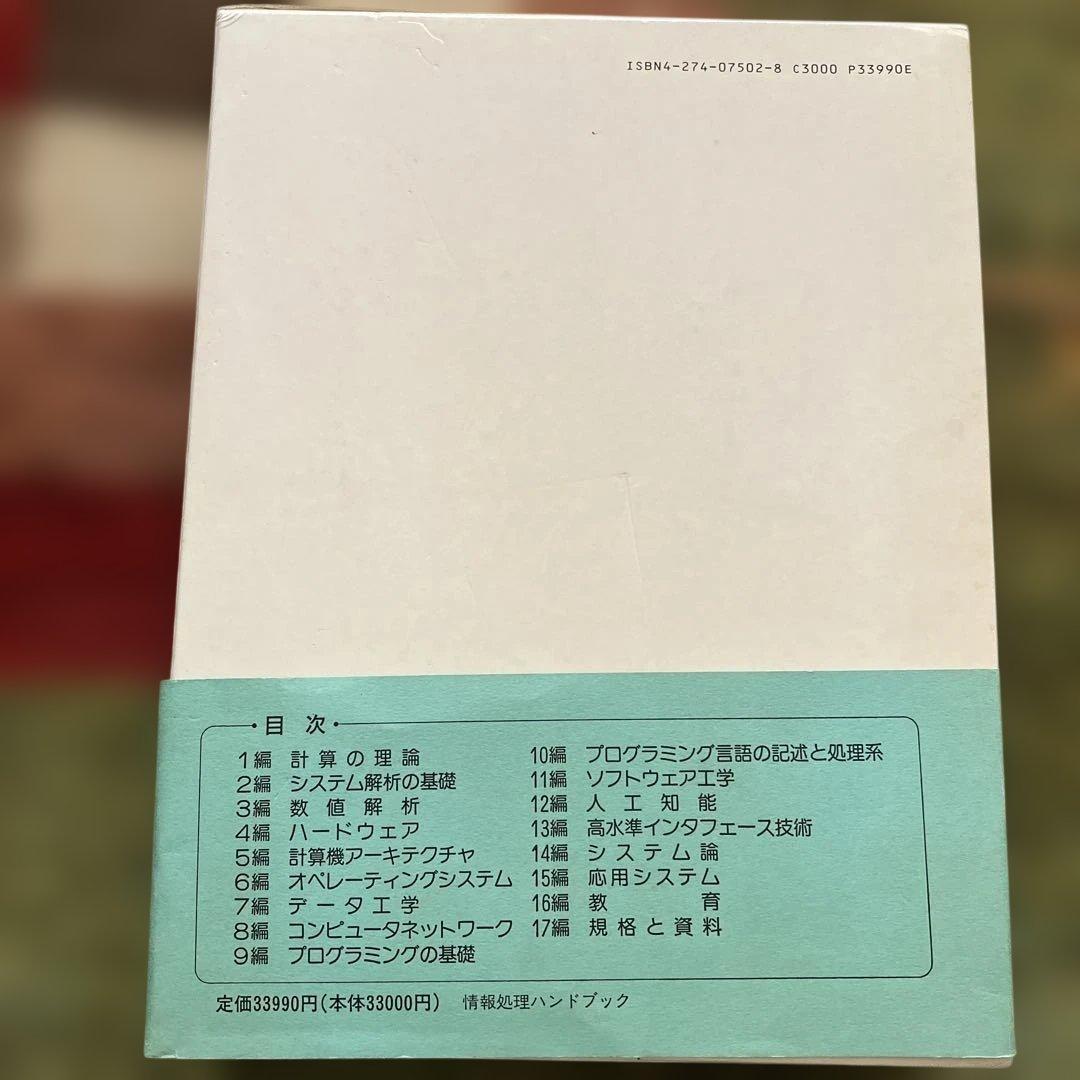 ISBN4-274-07502-8 C3000 P33990E
目次
1編 計算の理論
2編 システム解析の基礎
3編 数値解析
4編 ハードウェア
5編 計算機アーキテクチャ
6編 オペレーティングシステム
7編 データ工学
8編 コンピュータネットワーク
9編 プログラミングの基礎
10編 プログラミング言語の記述と処理系
11編 ソフトウェア工学
12編 人工知能
13編 高水準インタフェース技術
14編 システム論
15編 応用システム
16編 教育
17編 規格と資料
定価33990円(本体33000円) 情報処理ハンドブック